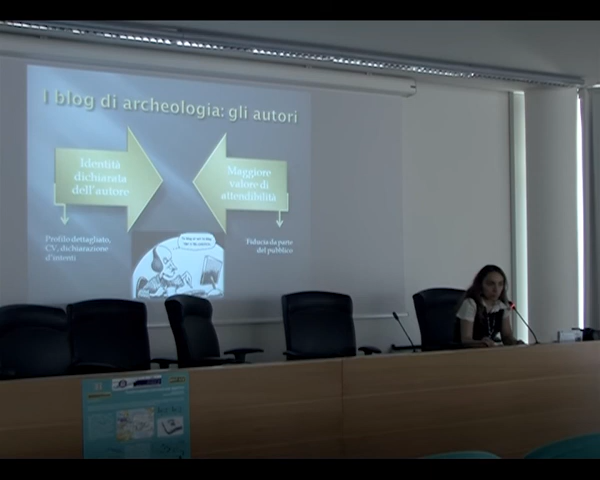 I blog di archeologia: gli autori
Identità
dichiarata
dell'autore
Maggiore
valore di
attendibilità
Profilo dettagliato,
CV, dichiarazione
d'intenti
Fiducia da parte
del pubblico